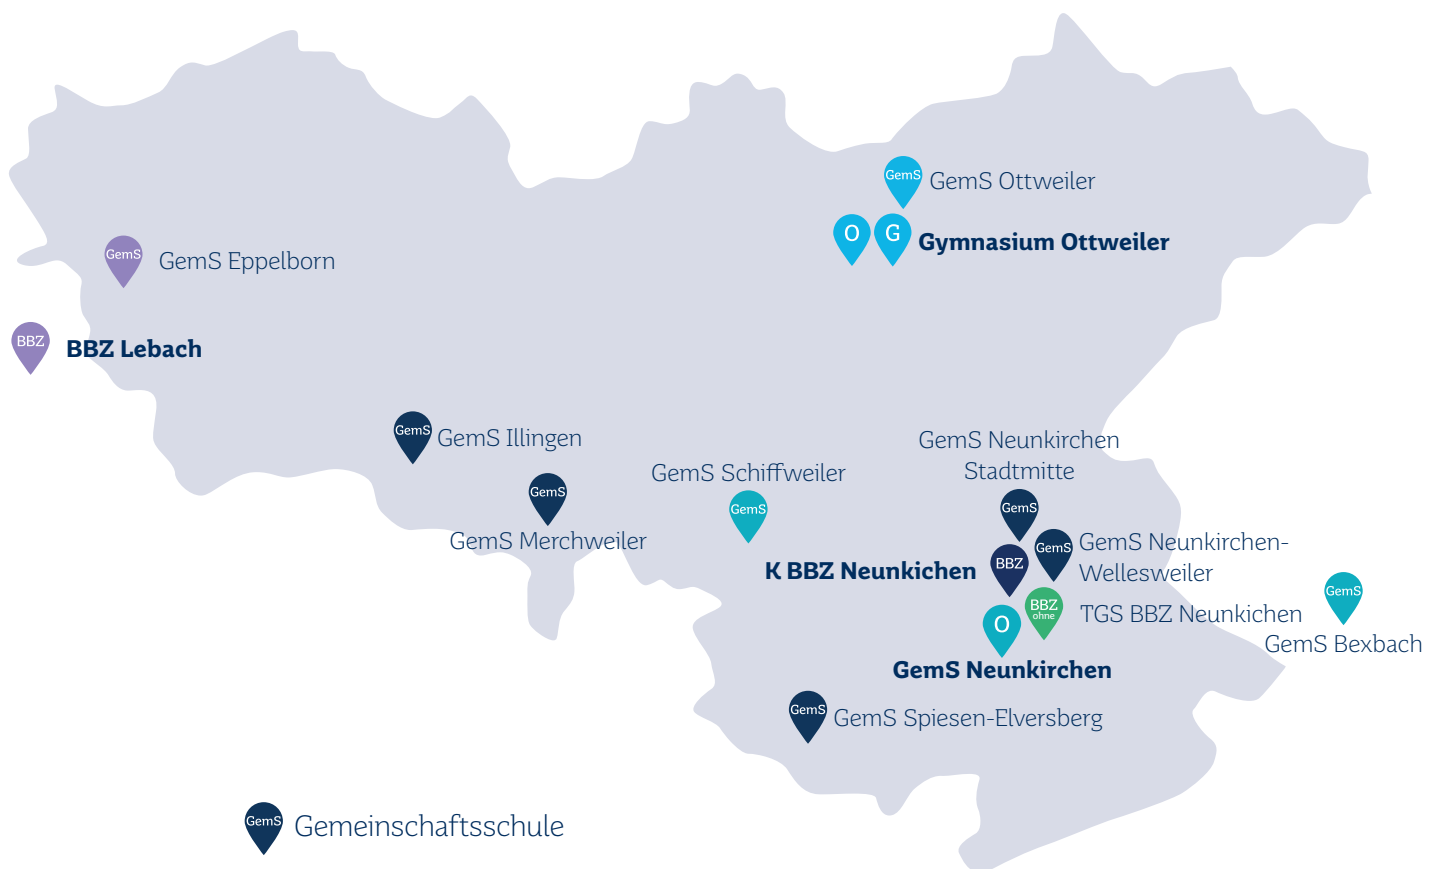 GemS
GemS Ottweiler
O
G
Gymnasium Ottweiler
GemS
GemS Eppelborn
BBZ
BBZ Lebach
GemS
GemS Illingen
GemS
GemS Merchweiler
GemS Schiffweiler
GemS
GemS Neunkirchen
Stadtmitte
GemS
GemS
GemS Neunkirchen-
Wellesweiler
K BBZ Neunkichen
BBZ
BBZ
ohne
TGS BBZ Neunkichen
GemS
GemS Bexbach
O
GemS Neunkirchen
GemS
GemS Spiesen-Elversberg
GemS
Gemeinschaftsschule